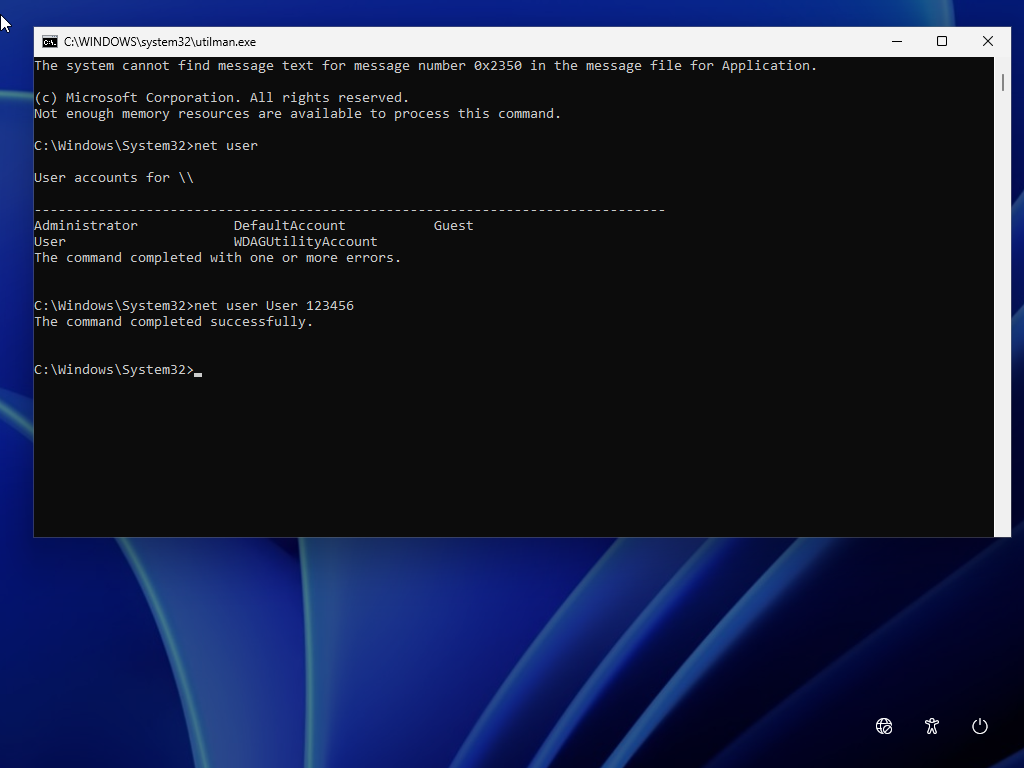 C:\WINDOWS\system32\utilman.exe
The system cannot find message text for message number 0x2350 in the message file for Application.
(c) Microsoft Corporation. All rights reserved.
Not enough memory resources are available to process this command.
C:\Windows\System32>net user
User accounts for \\
-------------------------------------------------------------------------------
Administrator            DefaultAccount           Guest
User                     WDAGUtilityAccount
The command completed with one or more errors.
C:\Windows\System32>net user User 123456
The command completed successfully.
C:\Windows\System32>